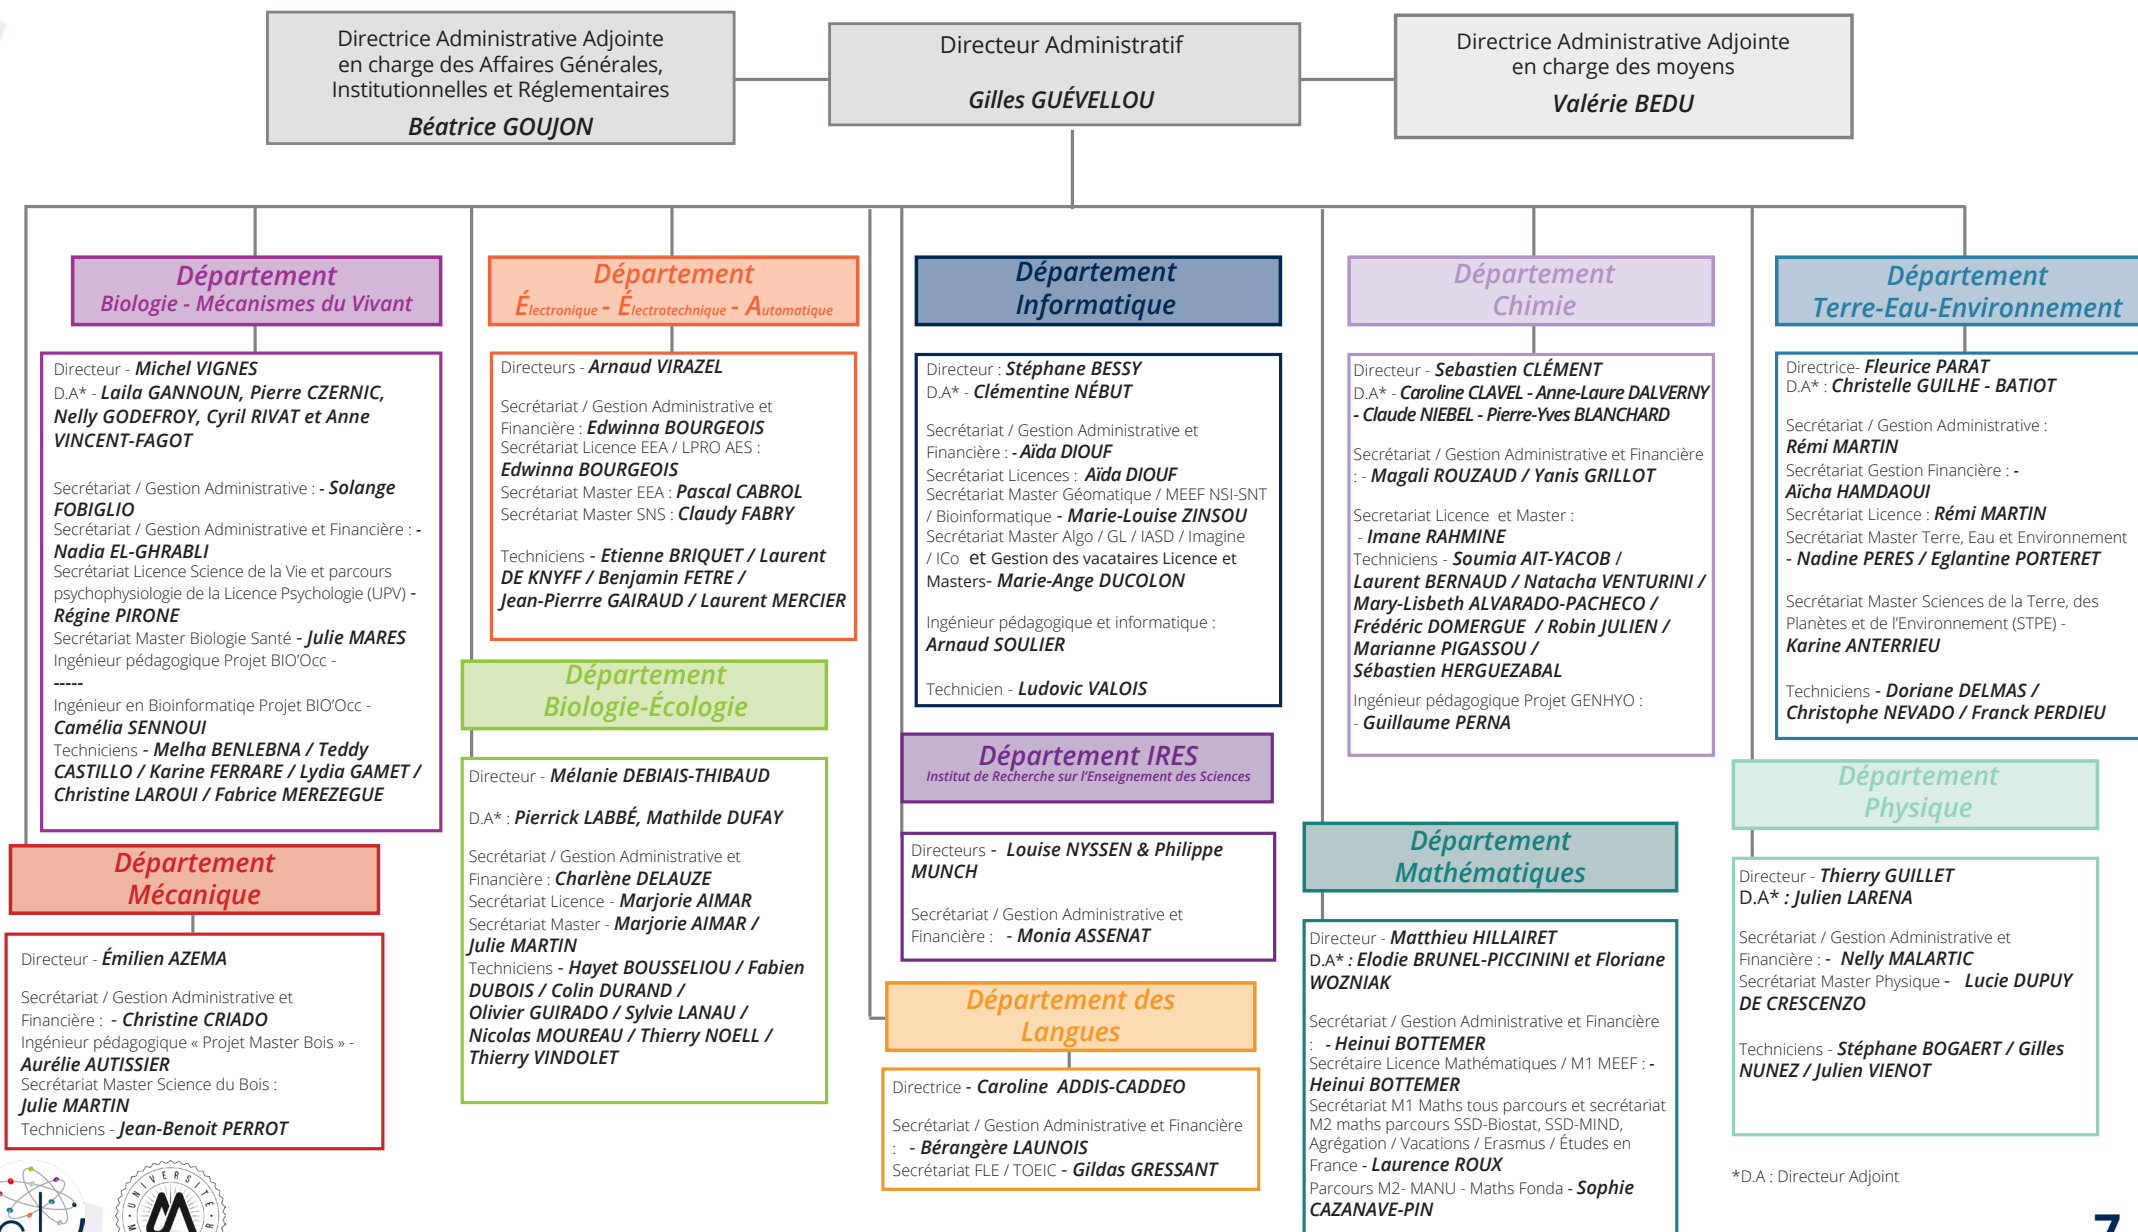 Directrice Administrative Adjointe
en charge des Affaires Générales,
Institutionnelles et Réglementaires
Béatrice GOUJON
Directeur Administratif
Gilles GUÉVELLOU
Directrice Administrative Adjointe
en charge des moyens
Valérie BEDU
Département
Biologie - Mécanismes du Vivant
Directeur - Michel VIGNES
D.A* - Laila GANNOUN, Pierre CZERNIC,
Nelly GODEFROY, Cyril RIVAT et Anne
VINCENT-FAGOT
Secrétariat / Gestion Administrative : - Solange
FOBIGLIO
Secrétariat / Gestion Administrative et Financière : -
Nadia EL-GHRABLI
Secrétariat Licence Science de la Vie et parcours
psychophysiologie de la Licence Psychologie (UPV) -
Régine PIRONE
Secrétariat Master Biologie Santé - Julie MARES
Ingénieur pédagogique Projet BIO'Occ -
-----
Ingénieur en Bioinformatiqe Projet BIO'Occ -
Camélia SENNOUI
Techniciens - Melha BENLEBNA / Teddy
CASTILLO / Karine FERRARE / Lydia GAMET /
Christine LAROUI / Fabrice MEREZEGUE
Département
Mécanique
Directeur - Émilien AZEMA
Secrétariat / Gestion Administrative et
Financière : - Christine CRIADO
Ingénieur pédagogique « Projet Master Bois » -
Aurélie AUTISSIER
Secrétariat Master Science du Bois :
Julie MARTIN
Techniciens - Jean-Benoit PERROT
Département
Électronique - Électrotechnique - Automatique
Directeurs - Arnaud VIRAZEL
Secrétariat / Gestion Administrative et
Financière : Edwinna BOURGEOIS
Secrétariat Licence EEA / LPRO AES :
Edwinna BOURGEOIS
Secrétariat Master EEA : Pascal CABROL
Secrétariat Master SNS : Claudy FABRY
Techniciens - Etienne BRIQUET / Laurent
DE KNYFF / Benjamin FETRE /
Jean-Pierrre GAIRAUD / Laurent MERCIER
Département
Biologie-Écologie
Directeur - Mélanie DEBIAIS-THIBAUD
D.A* : Pierrick LABBÉ, Mathilde DUFAY
Secrétariat / Gestion Administrative et
Financière : Charlène DELAUZE
Secrétariat Licence - Marjorie AIMAR
Secrétariat Master - Marjorie AIMAR /
Julie MARTIN
Techniciens - Hayet BOUSSELIOU / Fabien
DUBOIS / Colin DURAND /
Olivier GUIRADO / Sylvie LANAU /
Nicolas MOUREAU / Thierry NOELL /
Thierry VINDOLET
Département
Informatique
Directeur : Stéphane BESSY
D.A* - Clémentine NÉBUT
Secrétariat / Gestion Administrative et
Financière : - Aïda DIOUF
Secrétariat Licences : Aïda DIOUF
Secrétariat Master Géomatique / MEEF NSI-SNT
/ Bioinformatique - Marie-Louise ZINSOU
Secrétariat Master Algo / GL / IASD / Imagine
/ ICo et Gestion des vacataires Licence et
Masters- Marie-Ange DUCOLON
Ingénieur pédagogique et informatique :
Arnaud SOULIER
Technicien - Ludovic VALOIS
Département IRES
Institut de Recherche sur l'Enseignement des Sciences
Directeurs - Louise NYSSEN & Philippe
MUNCH
Secrétariat / Gestion Administrative et
Financière : - Monia ASSENAT
Département des
Langues
Directrice - Caroline ADDIS-CADDEO
Secrétariat / Gestion Administrative et Financière
: - Bérangère LAUNOIS
Secrétariat FLE / TOEIC - Gildas GRESSANT
Département
Chimie
Directeur - Sebastien CLÉMENT
D.A* - Caroline CLAVEL - Anne-Laure DALVERNY
- Claude NIEBEL - Pierre-Yves BLANCHARD
Secrétariat / Gestion Administrative et Financière
: - Magali ROUZAUD / Yanis GRILLOT
Secretariat Licence et Master :
- Imane RAHMINE
Techniciens - Soumia AIT-YACOB /
Laurent BERNAUD / Natacha VENTURINI /
Mary-Lisbeth ALVARADO-PACHECO /
Frédéric DOMERGUE / Robin JULIEN /
Marianne PIGASSOU /
Sébastien HERGUEZABAL
Ingénieur pédagogique Projet GENHYO :
- Guillaume PERNA
Département
Mathématiques
Directeur - Matthieu HILLAIRET
D.A* : Elodie BRUNEL-PICCININI et Floriane
WOZNIAK
Secrétariat / Gestion Administrative et Financière
: - Heinui BOTTEMER
Secrétaire Licence Mathématiques / M1 MEEF : -
Heinui BOTTEMER
Secrétariat M1 Maths tous parcours et secrétariat
M2 maths parcours SSD-Biostat, SSD-MIND,
Agrégation / Vacations / Erasmus / Études en
France - Laurence ROUX
Parcours M2- MANU - Maths Fonda - Sophie
CAZANAVE-PIN
Département
Terre-Eau-Environnement
Directrice- Fleurice PARAT
D.A* : Christelle GUILHE - BATIOT
Secrétariat / Gestion Administrative :
Rémi MARTIN
Secrétariat Gestion Financière : -
Aïcha HAMDAOUI
Secrétariat Licence : Rémi MARTIN
Secrétariat Master Terre, Eau et Environnement
- Nadine PERES / Eglantine PORTERET
Secrétariat Master Sciences de la Terre, des
Planètes et de l'Environnement (STPE) -
Karine ANTERRIEU
Techniciens - Doriane DELMAS /
Christophe NEVADO / Franck PERDIEU
Département
Physique
Directeur - Thierry GUILLET
D.A* : Julien LARENA
Secrétariat / Gestion Administrative et
Financière : - Nelly MALARTIC
Secrétariat Master Physique - Lucie DUPUY
DE CRESCENZO
Techniciens - Stéphane BOGAERT / Gilles
NUNEZ / Julien VIENOT
*D.A : Directeur Adjoint
UNIVERSITÉ
7